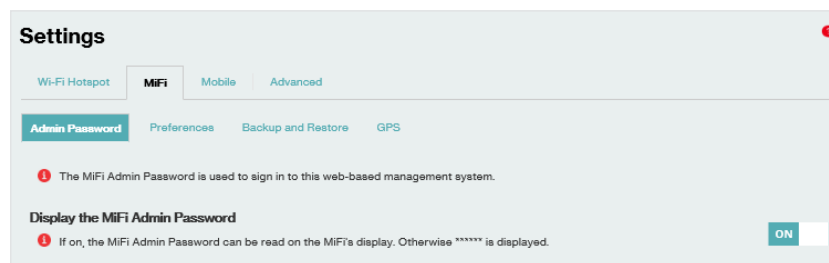 Settings
Wi-Fi Hotspot MiFi Mobile Advanced
Admin Password Preferences Backup and Restore GPS
The MiFi Admin Password is used to sign in to this web-based management system.
Display the MiFi Admin Password
If on, the MiFi Admin Password can be read on the MiFi's display. Otherwise ****** is displayed.
ON